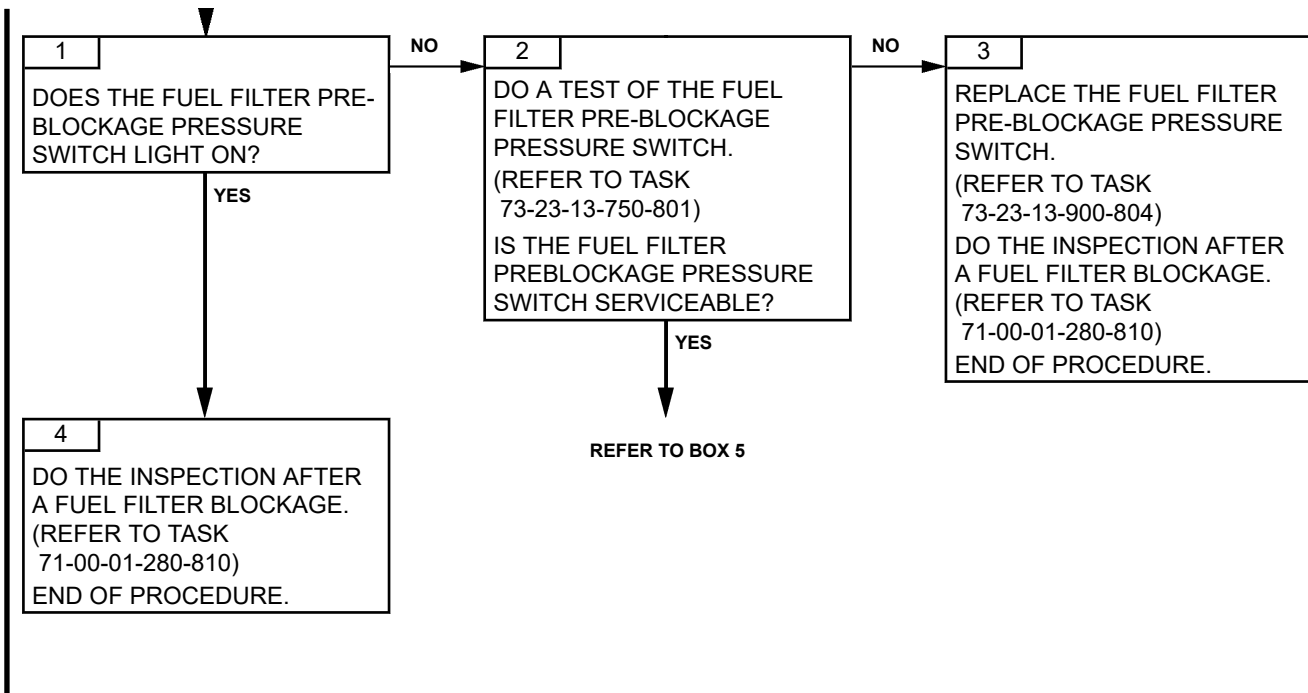 1
DOES THE FUEL FILTER PRE-
BLOCKAGE PRESSURE
SWITCH LIGHT ON?
NO
YES
2
DO A TEST OF THE FUEL
FILTER PRE-BLOCKAGE
PRESSURE SWITCH.
(REFER TO TASK
73-23-13-750-801)
IS THE FUEL FILTER
PREBLOCKAGE PRESSURE
SWITCH SERVICEABLE?
NO
YES
REFER TO BOX 5
3
REPLACE THE FUEL FILTER
PRE-BLOCKAGE PRESSURE
SWITCH.
(REFER TO TASK
73-23-13-900-804)
DO THE INSPECTION AFTER
A FUEL FILTER BLOCKAGE.
(REFER TO TASK
71-00-01-280-810)
END OF PROCEDURE.
4
DO THE INSPECTION AFTER
A FUEL FILTER BLOCKAGE.
(REFER TO TASK
71-00-01-280-810)
END OF PROCEDURE.